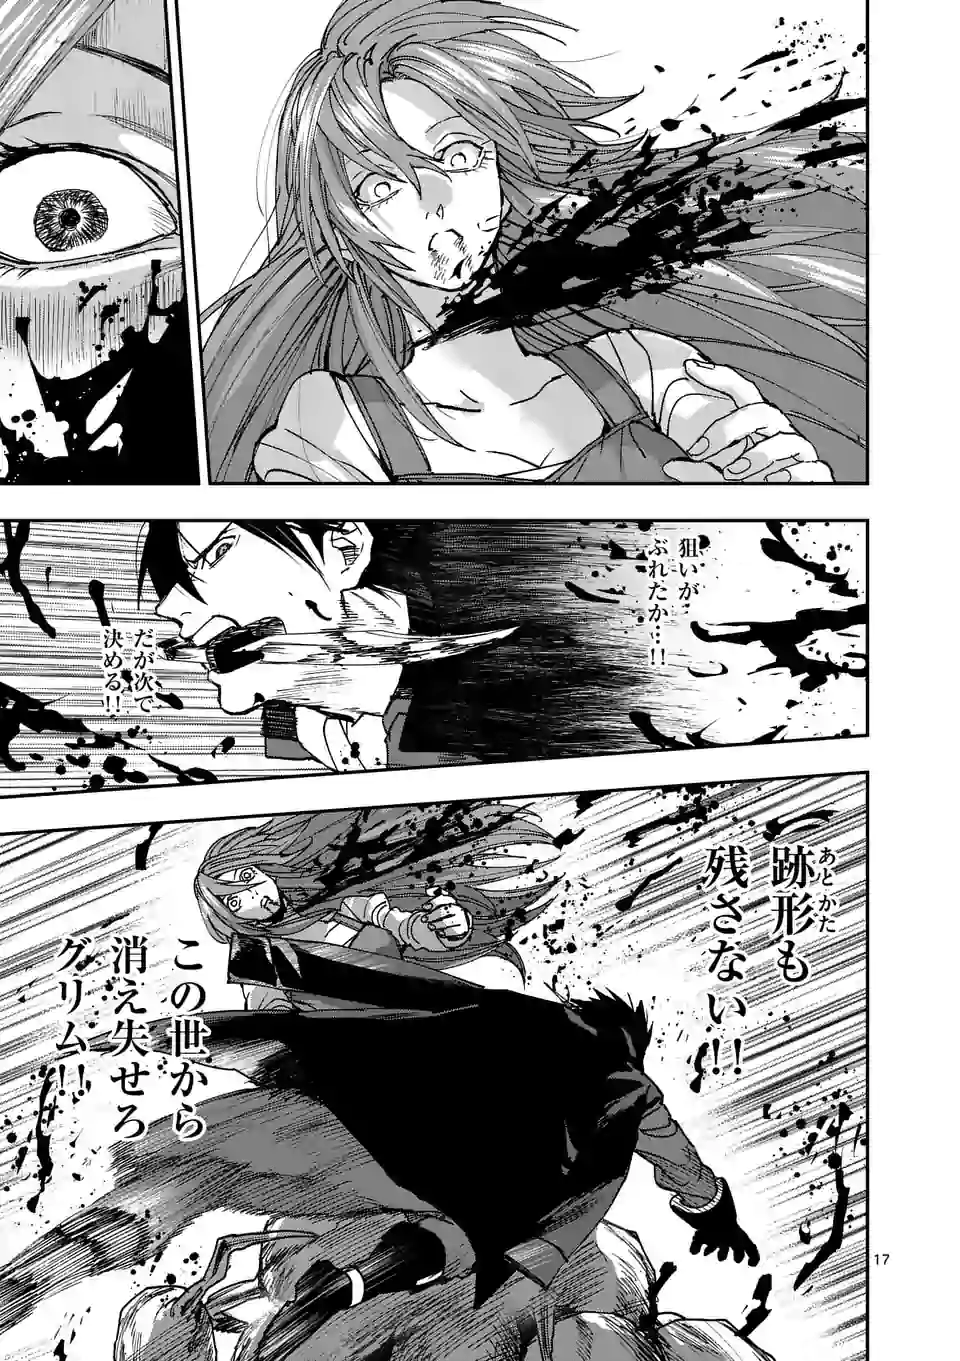 狙いが
ぶれたか…!!
だが次で
決める!!
跡形も
あとかた
残さない!!
この世から
消え失せろ
グリム!!
17